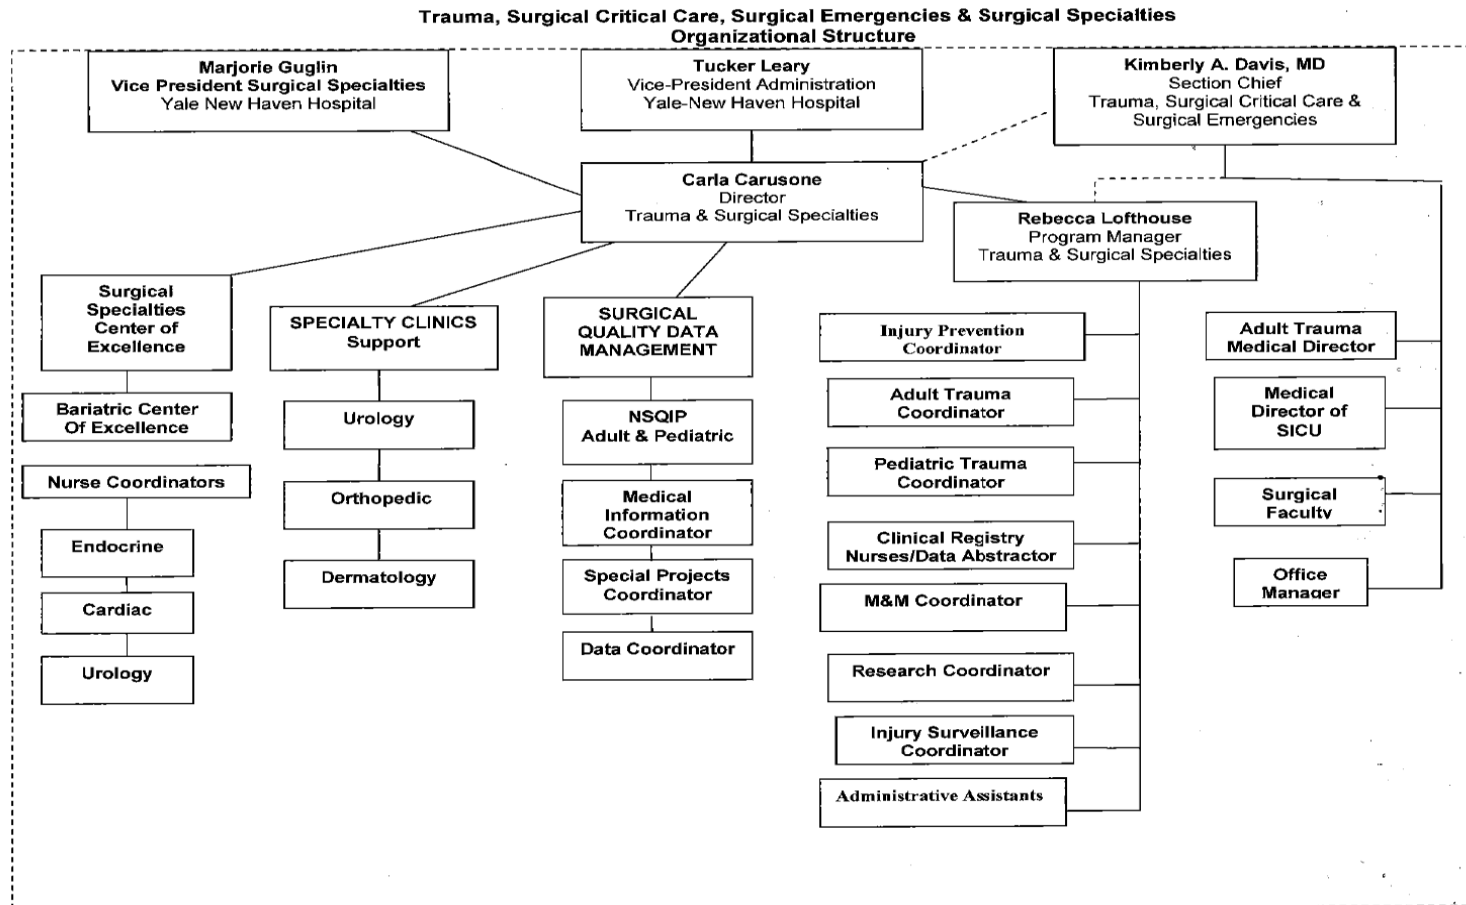 Trauma, Surgical Critical Care, Surgical Emergencies & Surgical Specialties
Organizational Structure
Marjorie Guglin
Vice President Surgical Specialties
Yale New Haven Hospital
Tucker Leary
Vice-President Administration
Yale-New Haven Hospital
Kimberly A. Davis, MD
Section Chief
Trauma, Surgical Critical Care &
Surgical Emergencies
Carla Carusone
Director
Trauma & Surgical Specialties
Rebecca Lofthouse
Program Manager
Trauma & Surgical Specialties
Surgical
Specialties
Center of
Excellence
Bariatric Center
Of Excellence
Nurse Coordinators
Endocrine
Cardiac
Urology
SPECIALTY CLINICS
Support
Urology
Orthopedic
Dermatology
SURGICAL
QUALITY DATA
MANAGEMENT
NSQIP
Adult & Pediatric
Medical
Information
Coordinator
Special Projects
Coordinator
Data Coordinator
Injury Prevention
Coordinator
Adult Trauma
Coordinator
Pediatric Trauma
Coordinator
Clinical Registry
Nurses/Data Abstractor
M&M Coordinator
Research Coordinator
Injury Surveillance
Coordinator
Administrative Assistants
Adult Trauma
Medical Director
Medical
Director of
SICU
Surgical
Faculty
Office
Manager